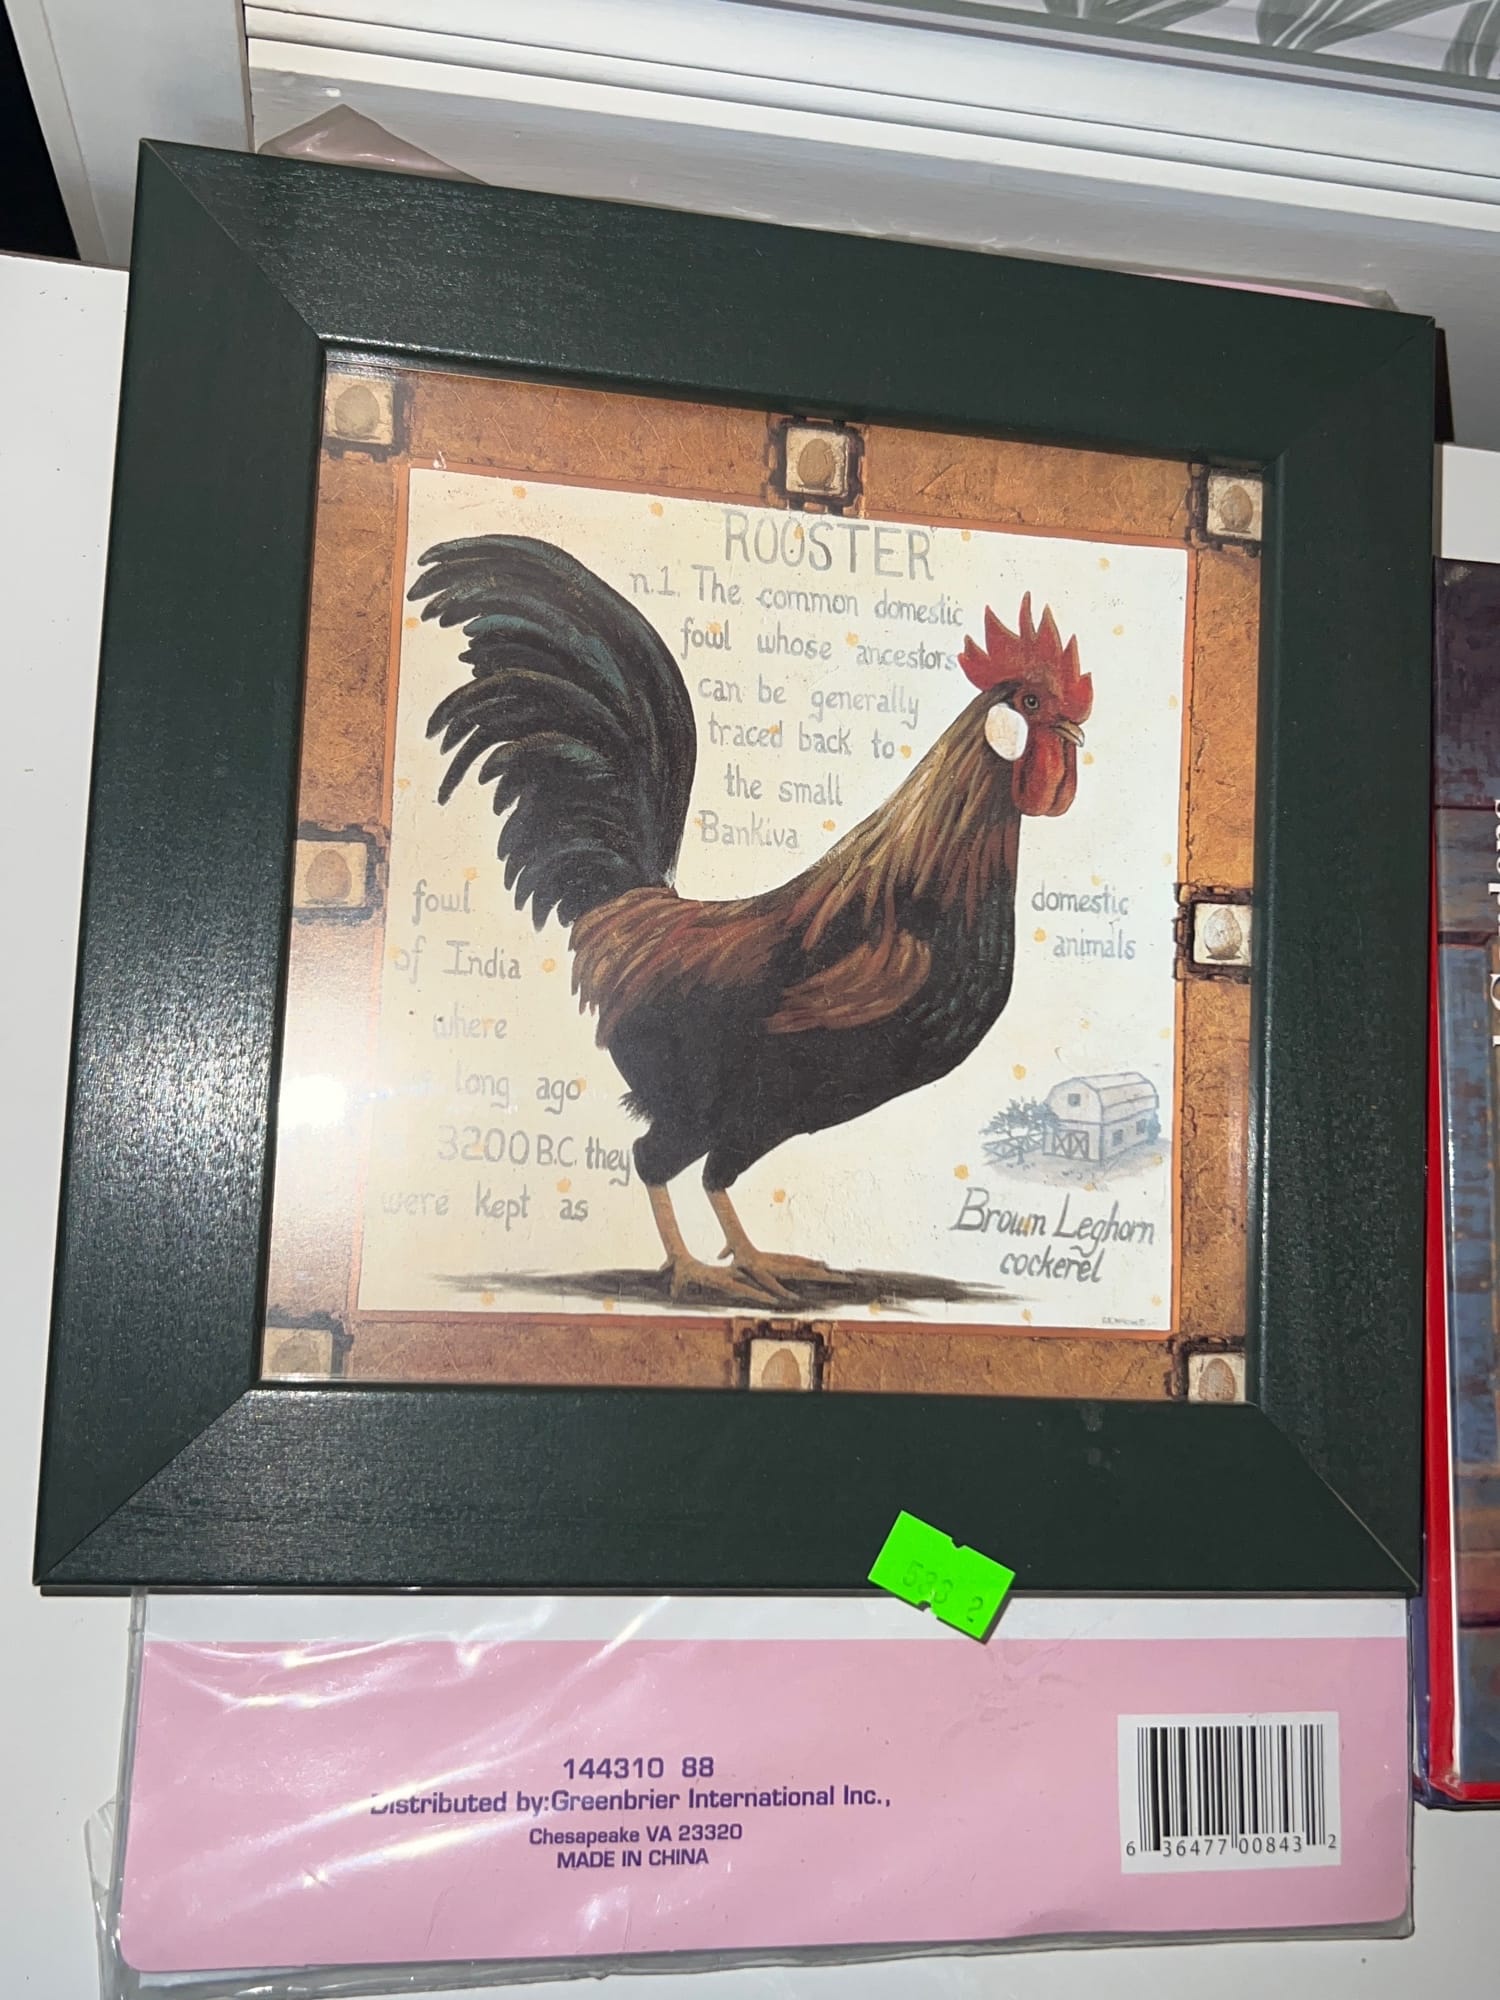 ROOSTER
n.1. The common domestic
fowl whose ancestors
can be generally
traced back to
the small
Bankiva
fowl
of India
where
long ago
3200 B.C. they
were kept as
domestic
animals
Brown Leghorn
cockerel
144310 88
Distributed by:Greenbrier International Inc.,
Chesapeake VA 23320
MADE IN CHINA
6 36477 00843 2